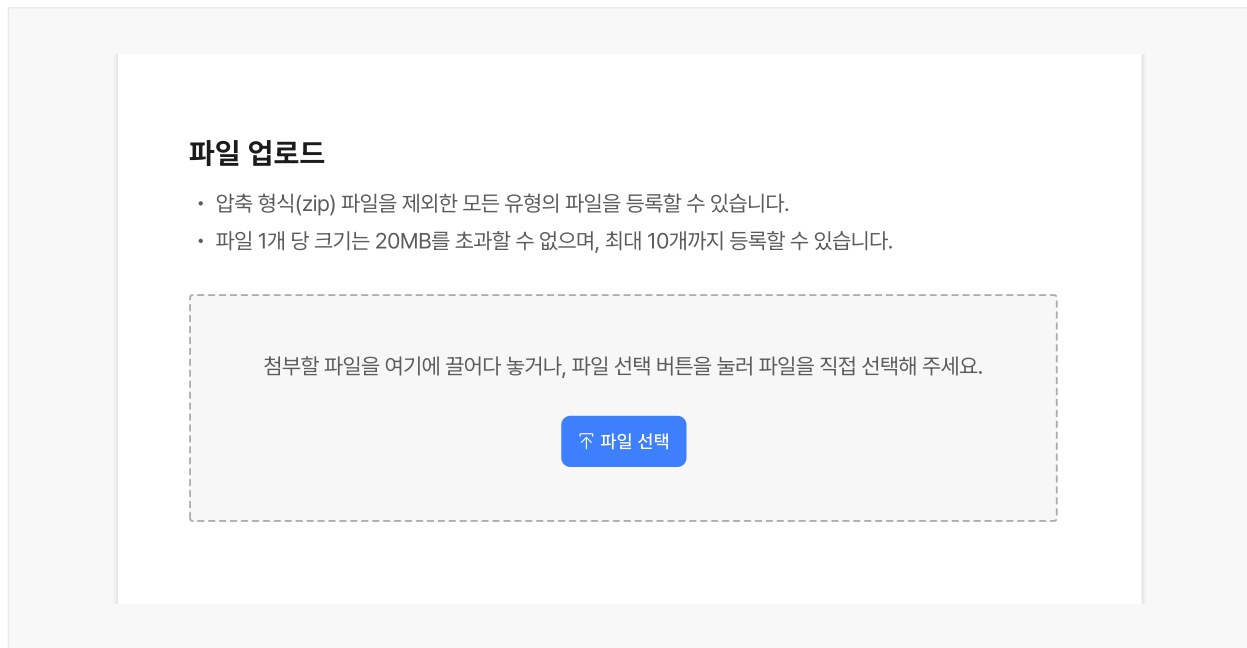 파일 업로드
• 압축 형식(zip) 파일을 제외한 모든 유형의 파일을 등록할 수 있습니다.
• 파일 1개 당 크기는 20MB를 초과할 수 없으며, 최대 10개까지 등록할 수 있습니다.
첨부할 파일을 여기에 끌어다 놓거나, 파일 선택 버튼을 눌러 파일을 직접 선택해 주세요.
파일 선택